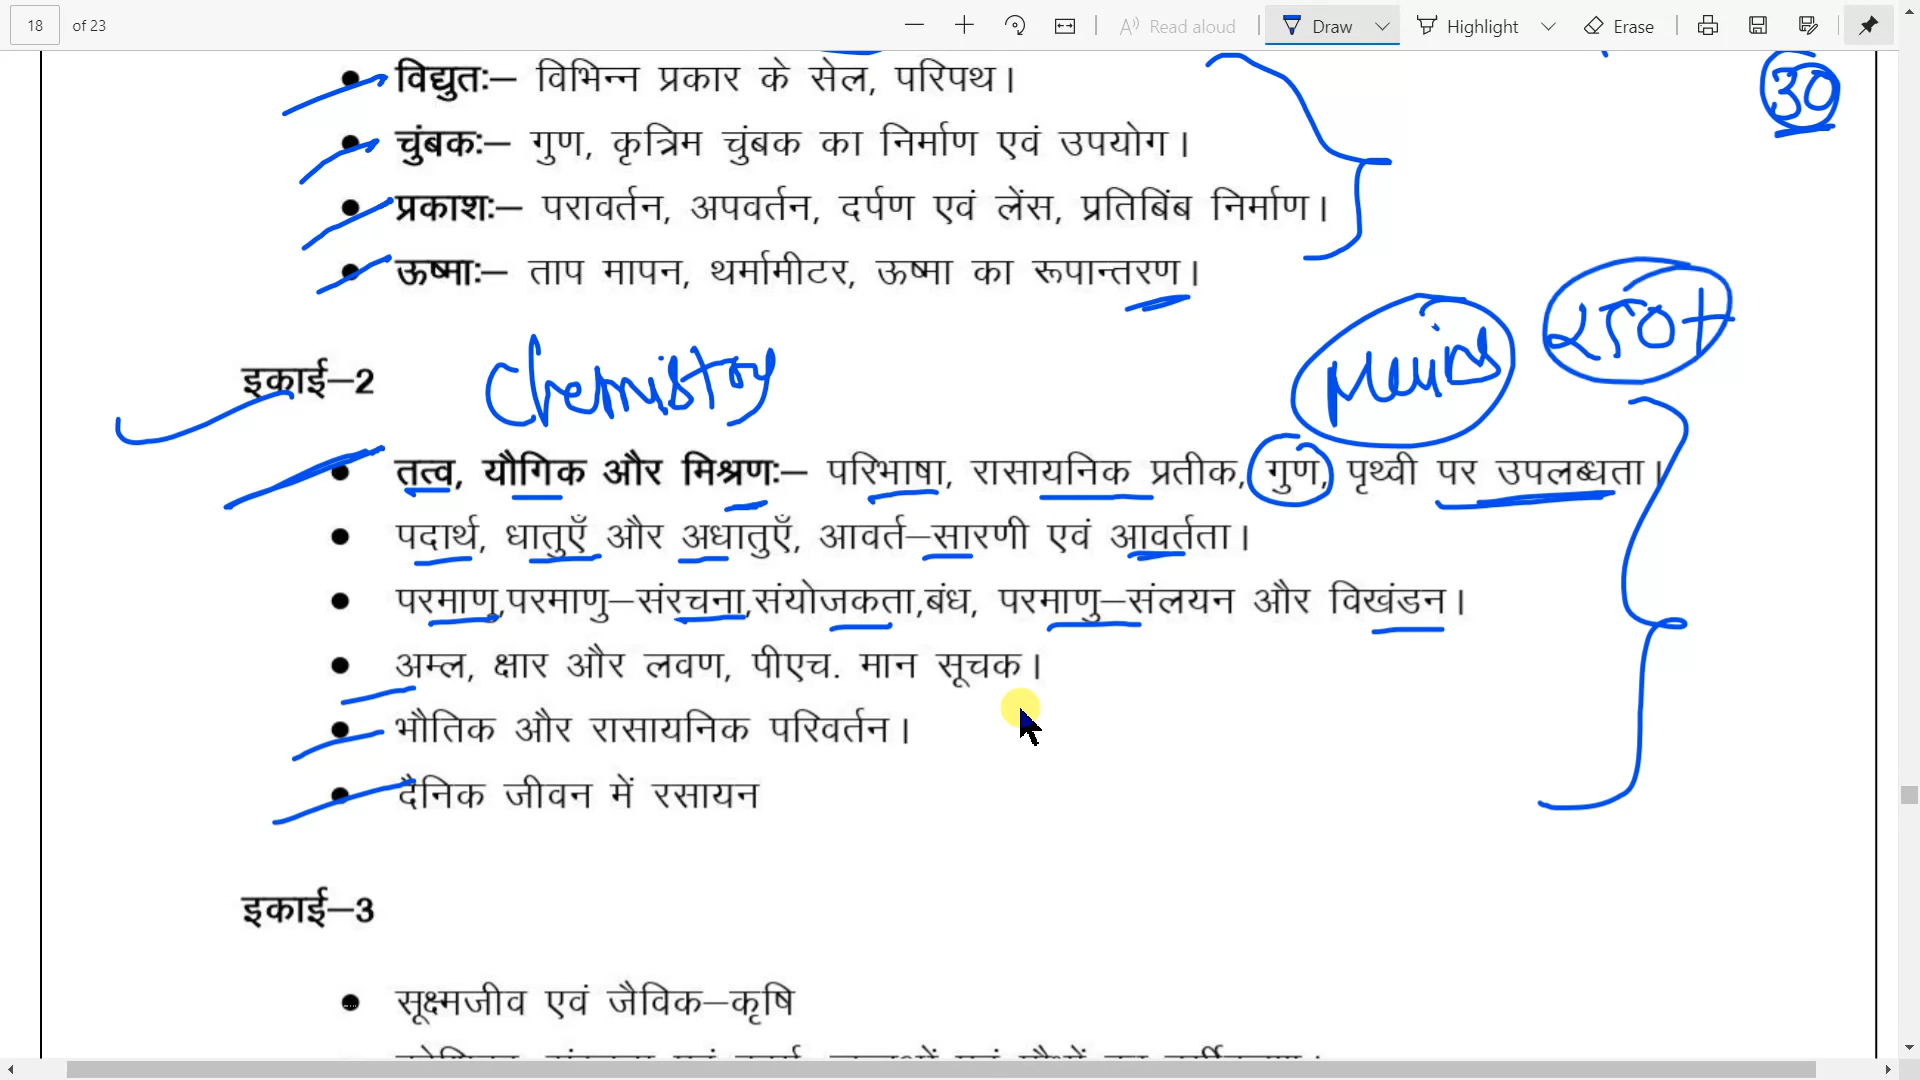 18 of 23 Read aloud Draw Highlight Erase
विद्युतः– विभिन्न प्रकार के सेल, परिपथ।
30
चुंबकः– गुण, कृत्रिम चुंबक का निर्माण एवं उपयोग।
प्रकाशः– परावर्तन, अपवर्तन, दर्पण एवं लेंस, प्रतिबिंब निर्माण।
ऊष्माः– ताप मापन, थर्मामीटर, ऊष्मा का रूपान्तरण।
250+
इकाई–2 Chemistry Mains
तत्व, यौगिक और मिश्रणः– परिभाषा, रासायनिक प्रतीक, गुण, पृथ्वी पर उपलब्धता।
पदार्थ, धातुएँ और अधातुएँ, आवर्त–सारणी एवं आवर्तता।
परमाणु,परमाणु–संरचना,संयोजकता,बंध, परमाणु–संलयन और विखंडन।
अम्ल, क्षार और लवण, पीएच. मान सूचक।
भौतिक और रासायनिक परिवर्तन।
दैनिक जीवन में रसायन
इकाई–3
सूक्ष्मजीव एवं जैविक–कृषि